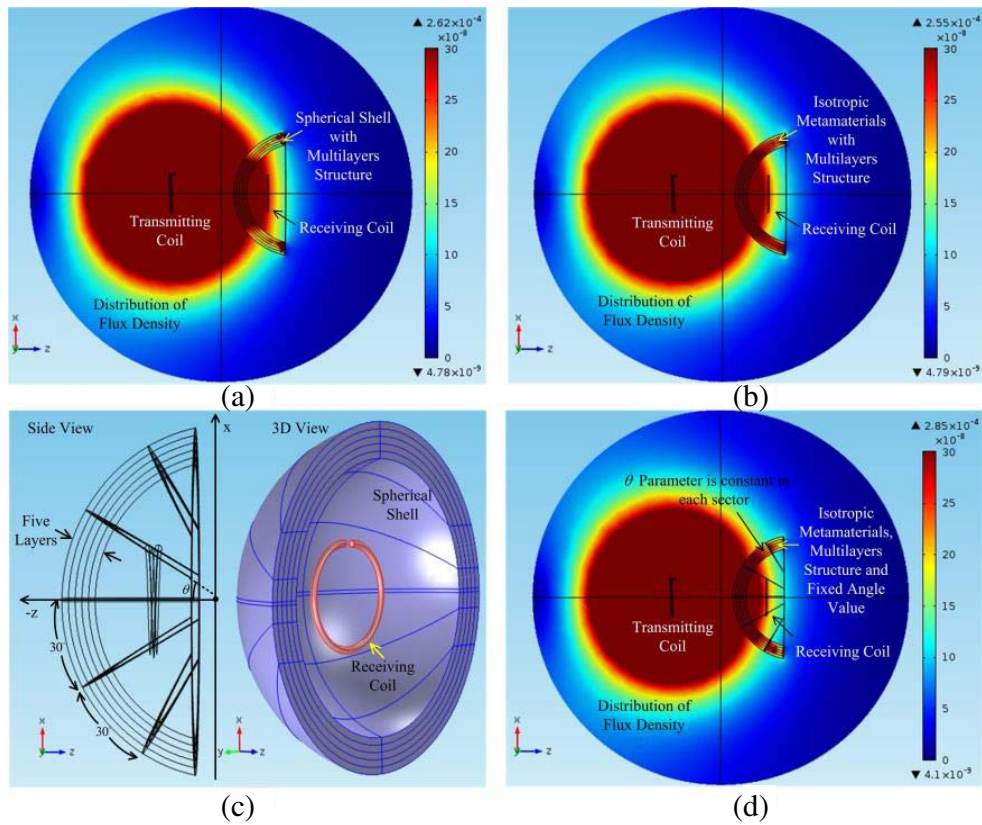 ▲ 2.62×10⁻⁴
×10⁻⁸
30
25
20
15
10
5
0
▼ 4.78×10⁻⁹
Spherical Shell
with
Multilayers
Structure
Transmitting
Coil
Receiving Coil
Distribution of
Flux Density
x
y
z
(a)
▲ 2.55×10⁻⁴
×10⁻⁸
30
25
20
15
10
5
0
▼ 4.79×10⁻⁹
Isotropic
Metamaterials
with
Multilayers
Structure
Transmitting
Coil
Receiving Coil
Distribution of
Flux Density
x
y
z
(b)
Side View
x
3D View
Five
Layers
Spherical
Shell
θ
-z
30°
30°
Receiving
Coil
x
y
z
x
y
z
(c)
▲ 2.85×10⁻⁴
×10⁻⁸
30
25
20
15
10
5
0
▼ 4.1×10⁻⁹
θ Parameter is constant in
each sector
Isotropic
Metamaterials,
Multilayers
Structure and
Fixed Angle
Value
Transmitting
Coil
Receiving Coil
Distribution of
Flux Density
x
y
z
(d)